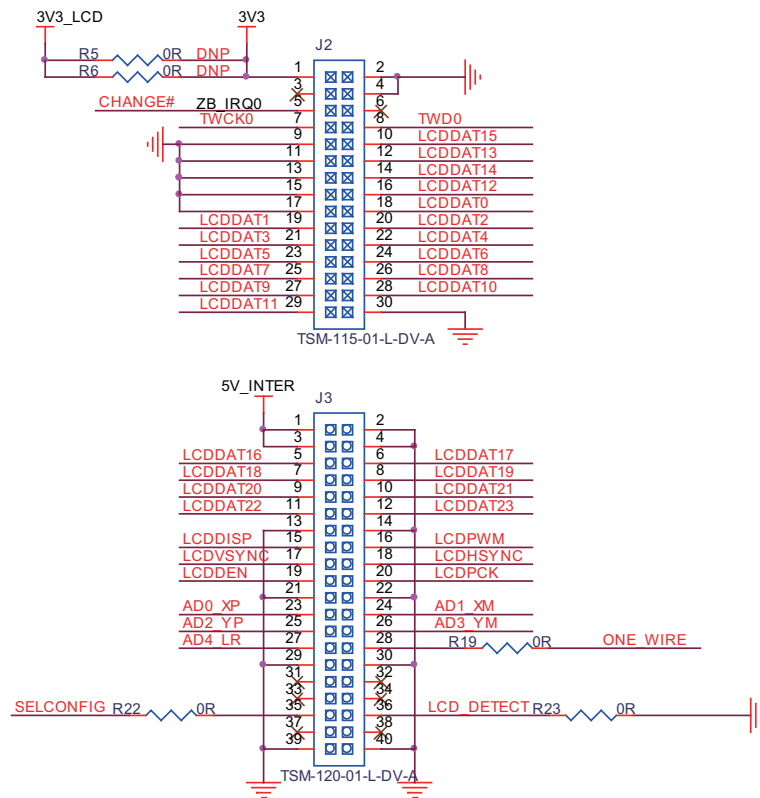 3V3_LCD 3V3
J2
R5 0R DNP
R6 0R DNP
1 2
3 4
CHANGE# ZB_IRQ0 5 6
TWCK0 7 8 TWD0
9 10 LCDDAT15
11 12 LCDDAT13
13 14 LCDDAT14
15 16 LCDDAT12
17 18 LCDDAT0
LCDDAT1 19 20 LCDDAT2
LCDDAT3 21 22 LCDDAT4
LCDDAT5 23 24 LCDDAT6
LCDDAT7 25 26 LCDDAT8
LCDDAT9 27 28 LCDDAT10
LCDDAT11 29 30
TSM-115-01-L-DV-A
5V_INTER
J3
1 2
3 4
LCDDAT16 5 6 LCDDAT17
LCDDAT18 7 8 LCDDAT19
LCDDAT20 9 10 LCDDAT21
LCDDAT22 11 12 LCDDAT23
13 14
LCDDISP 15 16 LCDPWM
LCDVSYNC 17 18 LCDHSYNC
LCDDEN 19 20 LCDPCK
21 22
AD0_XP 23 24 AD1_XM
AD2_YP 25 26 AD3_YM
AD4_LR 27 28 R19 0R ONE_WIRE
29 30
31 32
33 34
SELCONFIG R22 0R 35 36 LCD_DETECT R23 0R
37 38
39 40
TSM-120-01-L-DV-A